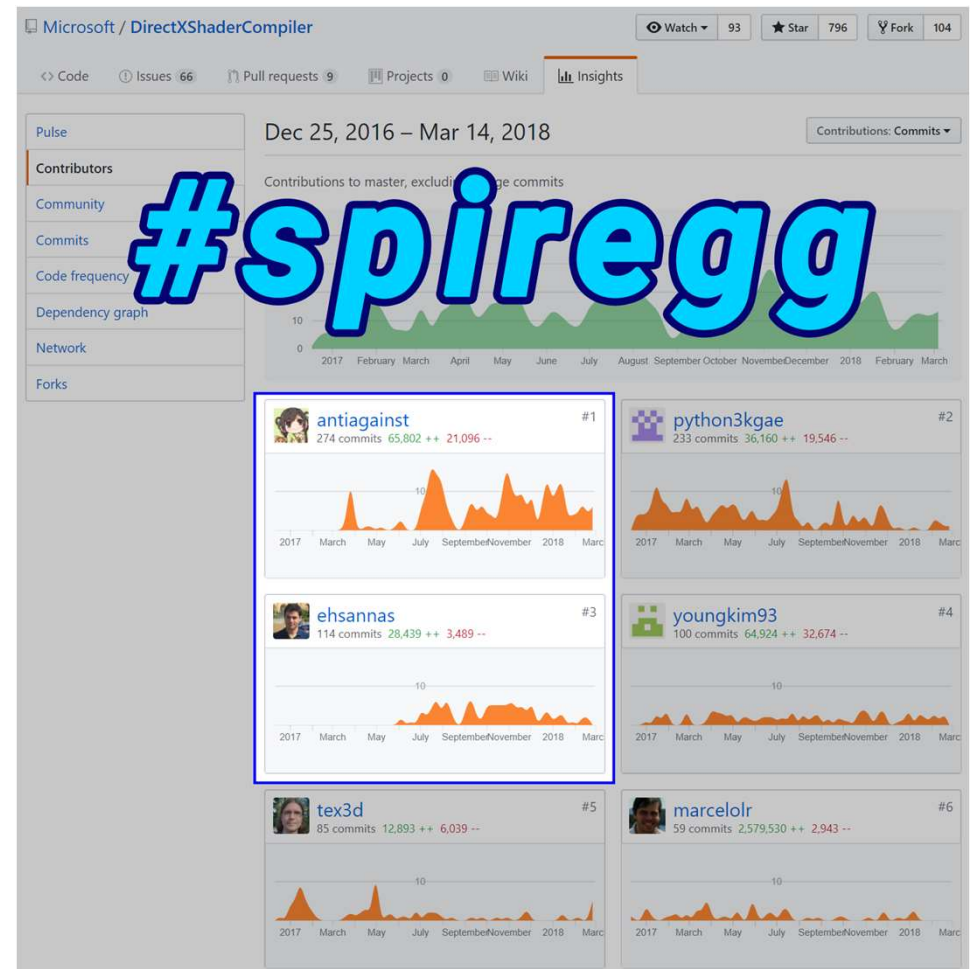 Microsoft / DirectXShaderCompiler
Watch 93 Star 796 Fork 104
Code Issues 66 Pull requests 9 Projects 0 Wiki Insights
Pulse
Contributors
Community
Commits
Code frequency
Dependency graph
Network
Forks
Dec 25, 2016 – Mar 14, 2018
Contributions: Commits
Contributions to master, commits
#spiregg
10
0
2017 February March April May June July August September October November December 2018 February March
antiagainst #1
274 commits 65,802 ++ 21,096 --
10
2017 March May July September November 2018 Marc
python3kgae #2
233 commits 36,160 ++ 19,546 --
10
2017 March May July September November 2018 Marc
ehsannas #3
114 commits 28,439 ++ 3,489 --
10
2017 March May July September November 2018 Marc
youngkim93 #4
100 commits 64,924 ++ 32,674 --
10
2017 March May July September November 2018 Marc
tex3d #5
85 commits 12,893 ++ 6,039 --
10
2017 March May July September November 2018 Marc
marcelolr #6
59 commits 2,579,530 ++ 2,943 --
10
2017 March May July September November 2018 Marc